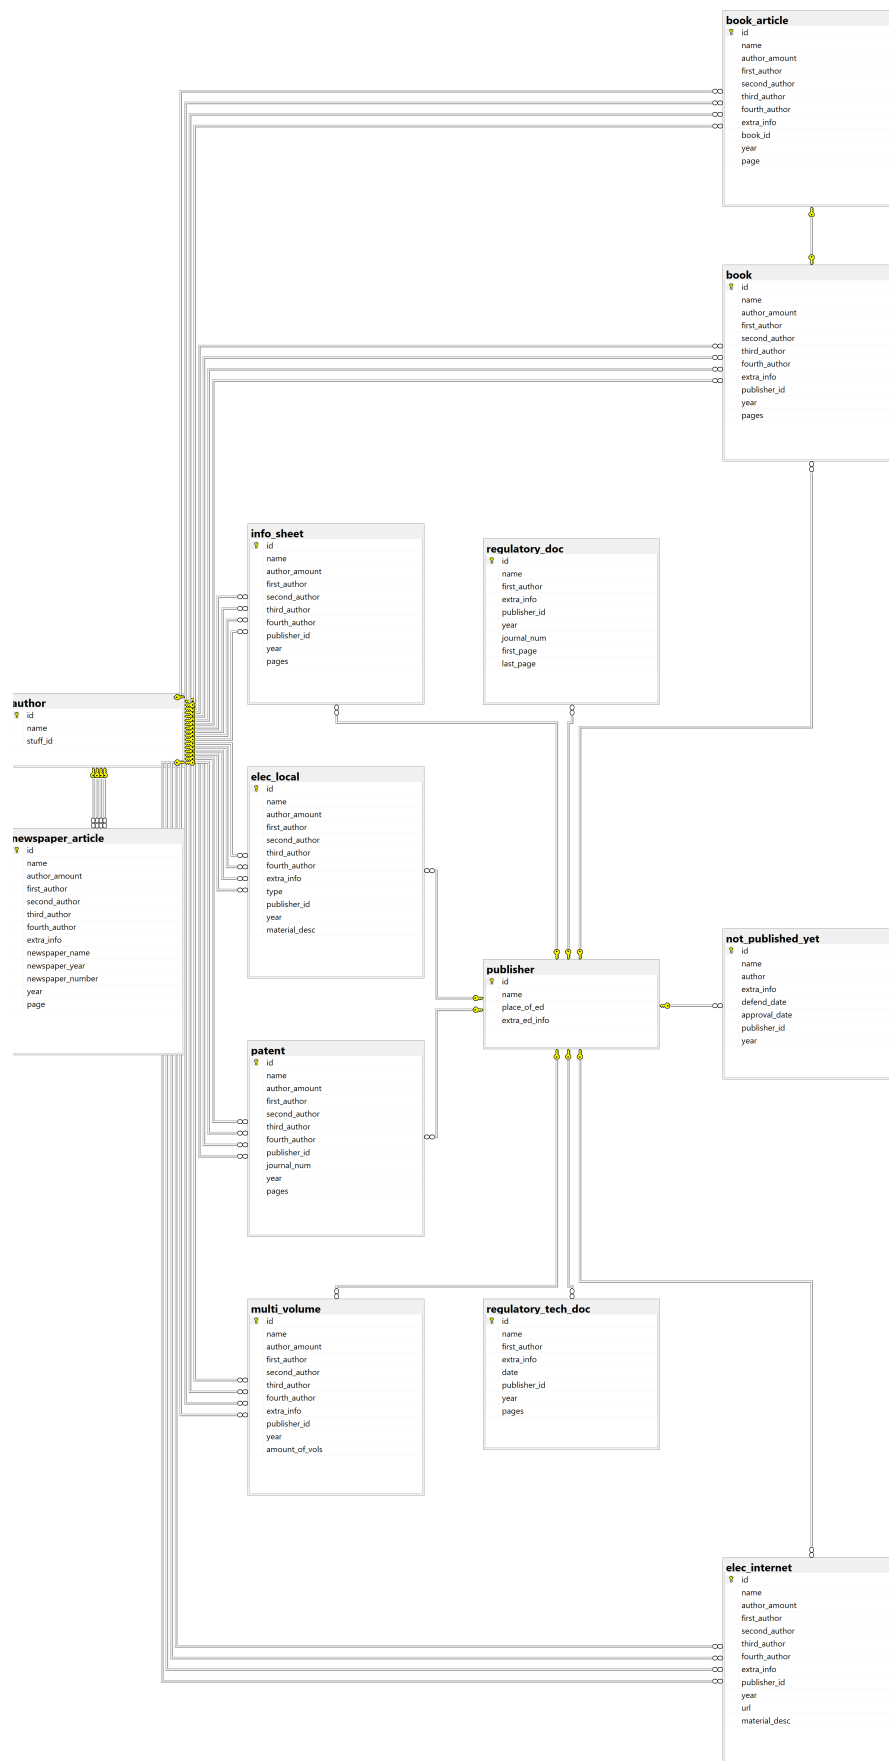 book_article
id
name
author_amount
first_author
second_author
third_author
fourth_author
extra_info
book_id
year
page
book
id
name
author_amount
first_author
second_author
third_author
fourth_author
extra_info
publisher_id
year
pages
info_sheet
id
name
author_amount
first_author
second_author
third_author
fourth_author
publisher_id
year
pages
regulatory_doc
id
name
first_author
extra_info
publisher_id
year
journal_num
first_page
last_page
author
id
name
stuff_id
elec_local
id
name
author_amount
first_author
second_author
third_author
fourth_author
extra_info
type
publisher_id
year
material_desc
newspaper_article
id
name
author_amount
first_author
second_author
third_author
fourth_author
extra_info
newspaper_name
newspaper_year
newspaper_number
year
page
publisher
id
name
place_of_ed
extra_ed_info
not_published_yet
id
name
author
extra_info
defend_date
approval_date
publisher_id
year
patent
id
name
author_amount
first_author
second_author
third_author
fourth_author
publisher_id
journal_num
year
pages
multi_volume
id
name
author_amount
first_author
second_author
third_author
fourth_author
extra_info
publisher_id
year
amount_of_vols
regulatory_tech_doc
id
name
first_author
extra_info
date
publisher_id
year
pages
elec_internet
id
name
author_amount
first_author
second_author
third_author
fourth_author
extra_info
publisher_id
year
url
material_desc